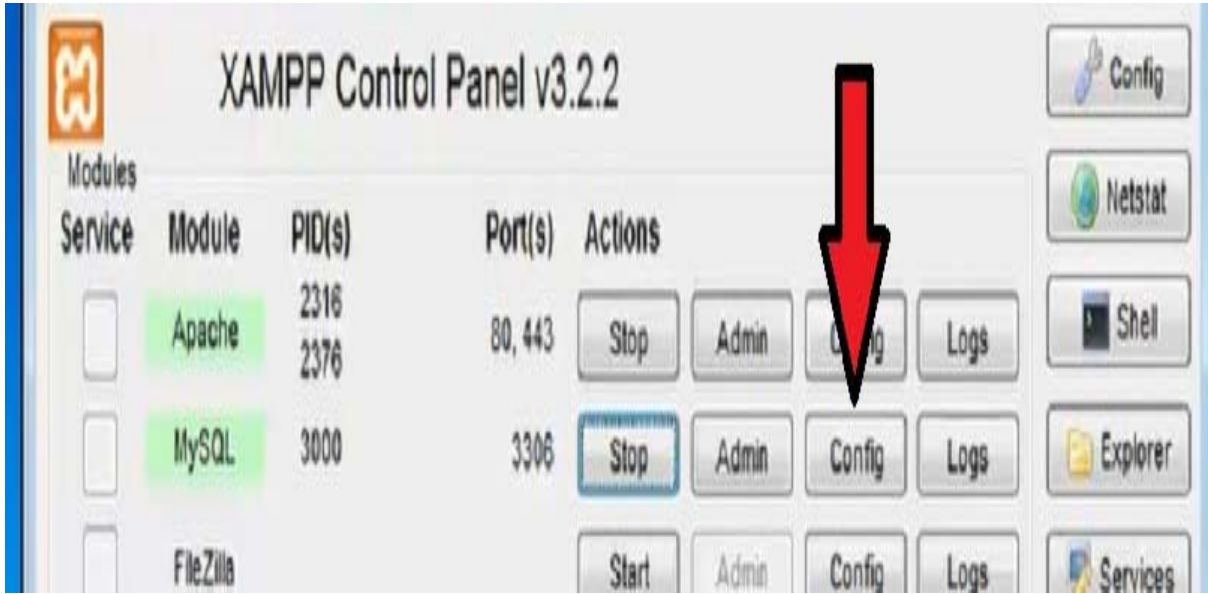 XAMPP Control Panel v3.2.2
Config
Modules
Netstat
Service Module PID(s) Port(s) Actions
Apache 2316 2376 80, 443 Stop Admin Logs
Shell
MySQL 3000 3306 Stop Admin Config Logs
Explorer
FileZilla Start Admin Config Logs
Services